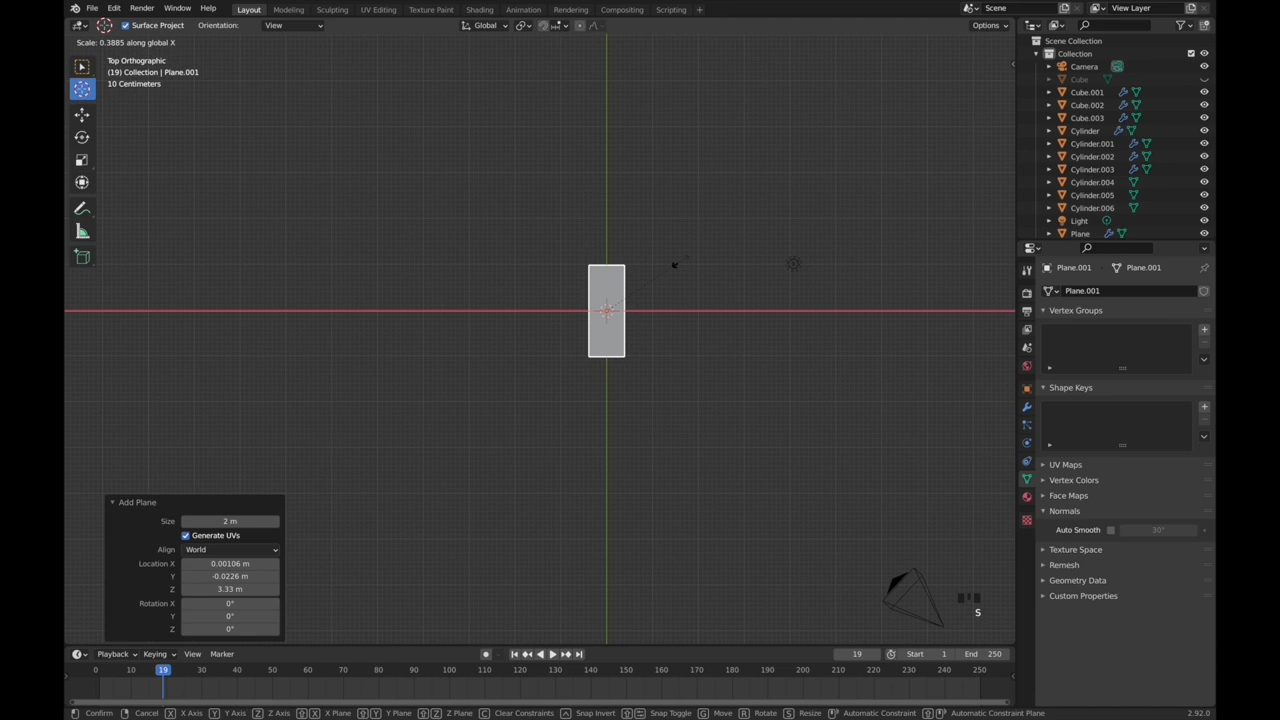 File Edit Render Window Help Layout Modeling Sculpting UV Editing Texture Paint Shading Animation Rendering Compositing Scripting + Scene View Layer
Surface Project Orientation: View Global Options
Scale: 0.3885 along global X
Top Orthographic
(19) Collection | Plane.001
10 Centimeters
Scene Collection
Collection
Camera
Cube
Cube.001
Cube.002
Cube.003
Cylinder
Cylinder.001
Cylinder.002
Cylinder.003
Cylinder.004
Cylinder.005
Cylinder.006
Light
Plane
Plane.001 Plane.001
Plane.001
Vertex Groups
Shape Keys
UV Maps
Vertex Colors
Face Maps
Normals
Auto Smooth 30°
Texture Space
Remesh
Geometry Data
Custom Properties
Add Plane
Size 2 m
Generate UVs
Align World
Location X 0.00106 m
Y -0.0226 m
Z 3.33 m
Rotation X 0°
Y 0°
Z 0°
S
Playback Keying View Marker 19 Start 1 End 250
0 10 19 30 40 50 60 70 80 90 100 110 120 130 140 150 160 170 180 190 200 210 220 230 240 250
Confirm Cancel X X Axis Y Y Axis Z Z Axis X X Plane Y Y Plane Z Z Plane C Clear Constraints Snap Invert Snap Toggle G Move R Rotate S Resize Automatic Constraint Automatic Constraint Plane 2.92.0